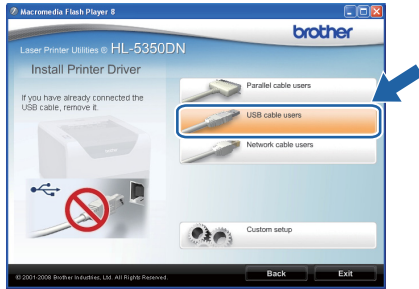 Macromedia Flash Player 8
brother
Laser Printer Utilities ® HL-5350DN
Install Printer Driver
If you have already connected the
USB cable, remove it.
Parallel cable users
USB cable users
Network cable users
Custom setup
© 2001-2008 Brother Industries, Ltd. All Rights Reserved.
Back
Exit